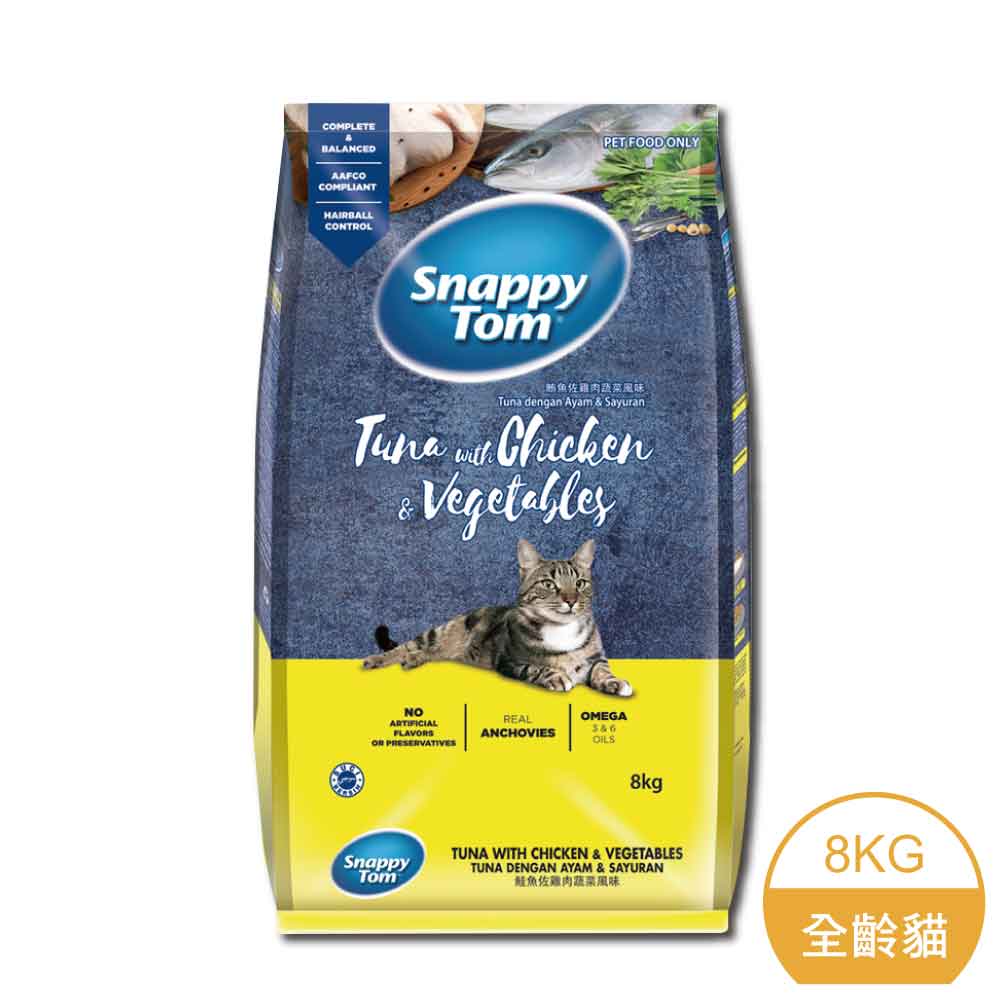 COMPLETE
&
BALANCED
AAFCO
COMPLIANT
HAIRBALL
CONTROL
PET FOOD ONLY
Snappy
Tom
鮪魚佐雞肉蔬菜風味
Tuna dengan Ayam & Sayuran
Tuna with Chicken
& Vegetables
NO
ARTIFICIAL
FLAVORS
OR PRESERVATIVES
REAL
ANCHOVIES
OMEGA
3 & 6
OILS
SUCI
BERSIH
8kg
Snappy
Tom
TUNA WITH CHICKEN & VEGETABLES
TUNA DENGAN AYAM & SAYURAN
鮭魚佐雞肉蔬菜風味
8KG
全齡貓